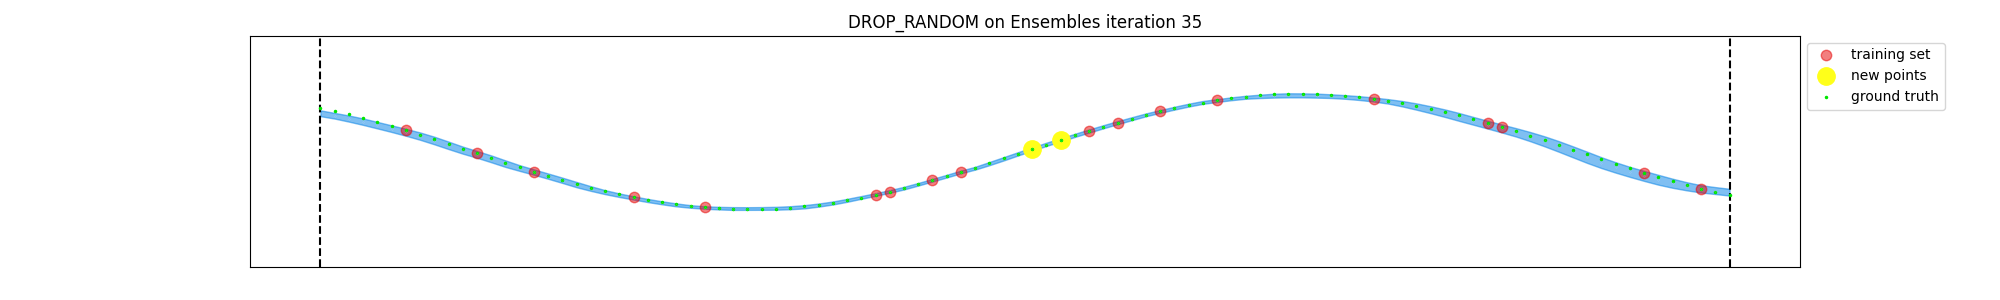 DROP_RANDOM on Ensembles iteration 35
training set
new points
ground truth